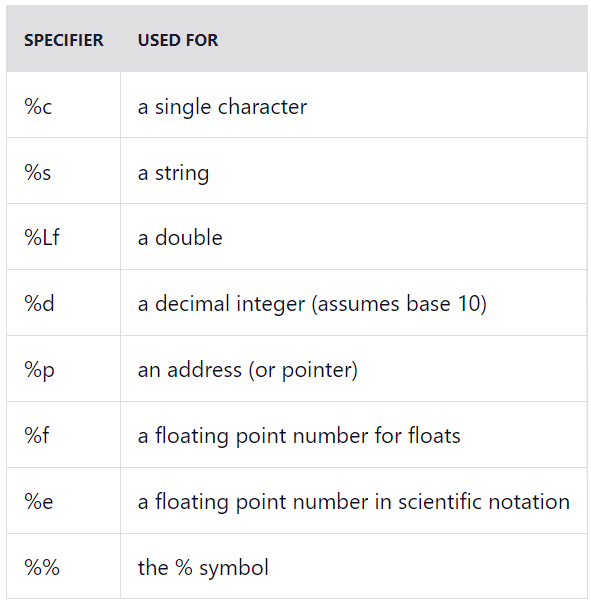 SPECIFIER USED FOR
%c a single character
%s a string
%Lf a double
%d a decimal integer (assumes base 10)
%p an address (or pointer)
%f a floating point number for floats
%e a floating point number in scientific notation
%% the % symbol